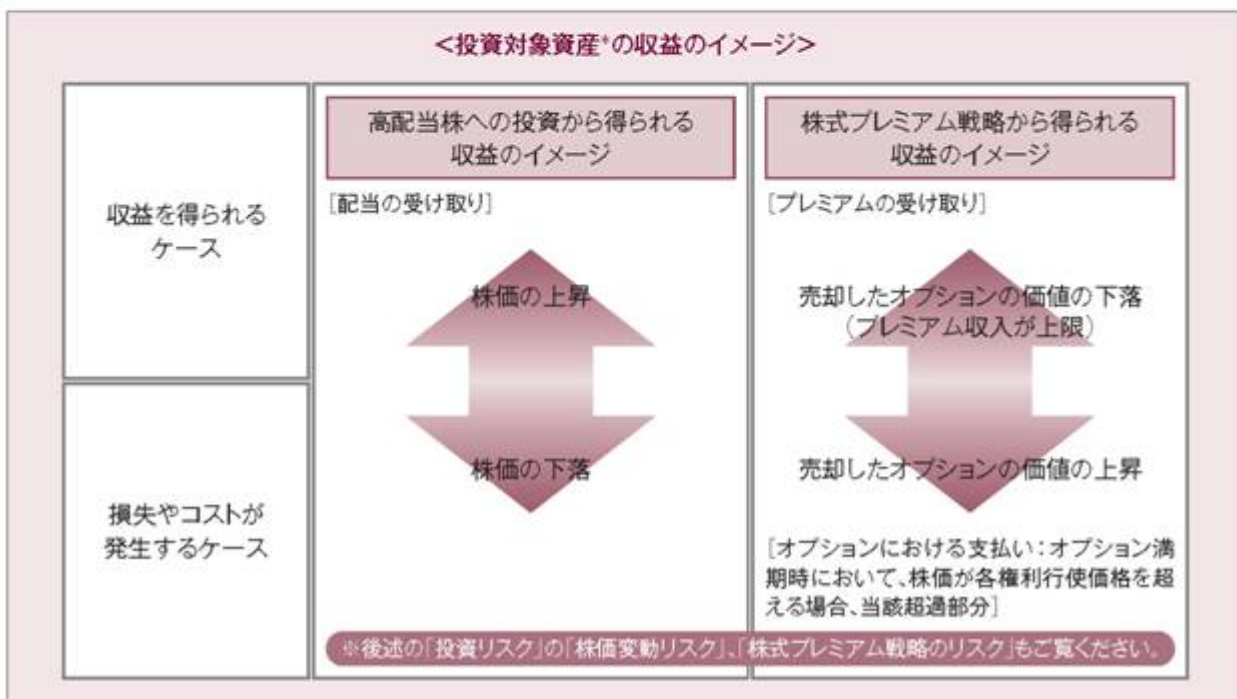 <投資対象資産*の収益のイメージ>
収益を得られる
ケース
高配当株への投資から得られる
収益のイメージ
[配当の受け取り]
株価の上昇
株価の下落
株式プレミアム戦略から得られる
収益のイメージ
[プレミアムの受け取り]
売却したオプションの価値の下落
(プレミアム収入が上限)
売却したオプションの価値の上昇
損失やコストが
発生するケース
[オプションにおける支払い:オプション満
期時において、株価が各権利行使価格を超
える場合、当該超過部分]
※後述の「投資リスク」の「株価変動リスク」、「株式プレミアム戦略のリスク」もご覧ください。